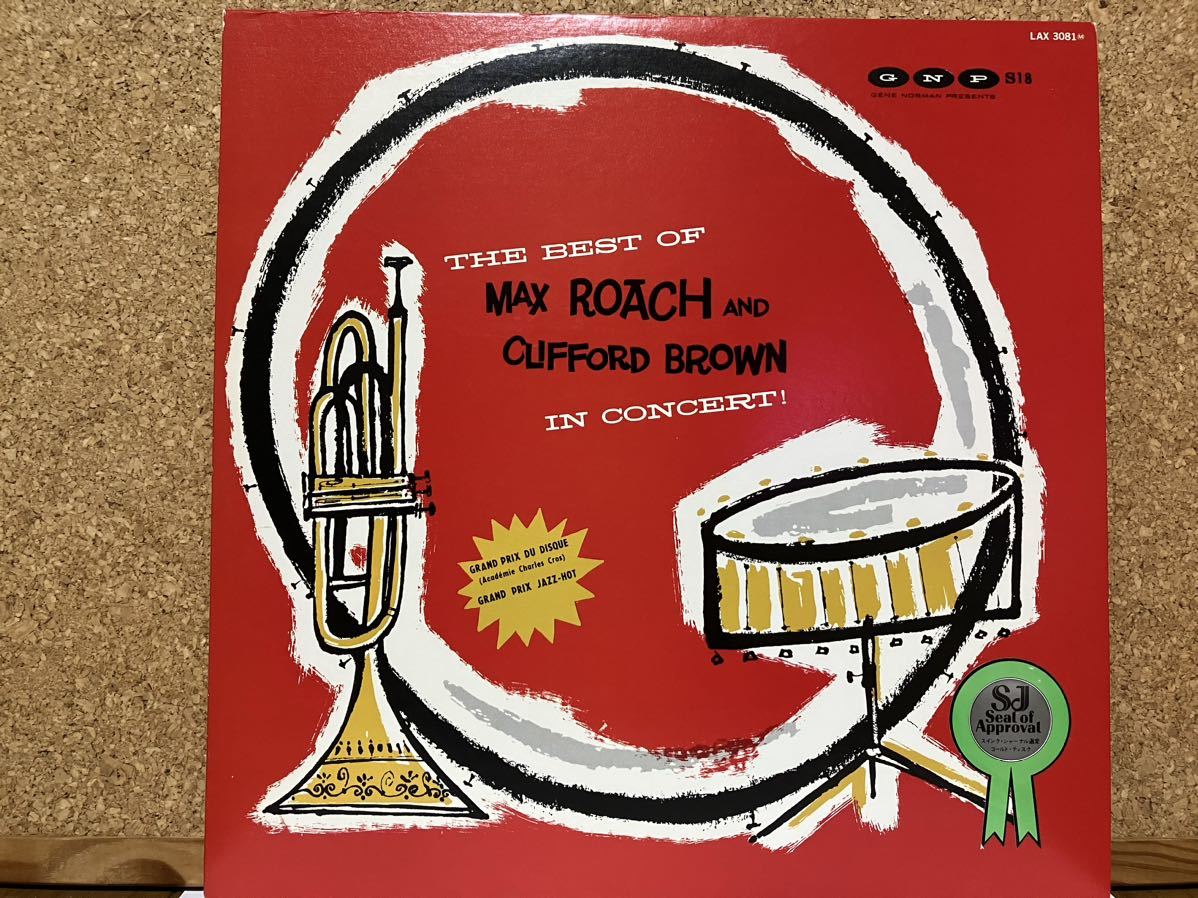 LAX 3081 M
GNP S18
GENE NORMAN PRESENTS
THE BEST OF
MAX ROACH AND
CLIFFORD BROWN
IN CONCERT!
GRAND PRIX DU DISQUE
(Académie Charles Cros)
GRAND PRIX JAZZ-HOT
SJ
Seal of
Approval
スイング・ジャーナル選定
ゴールド・ディスク